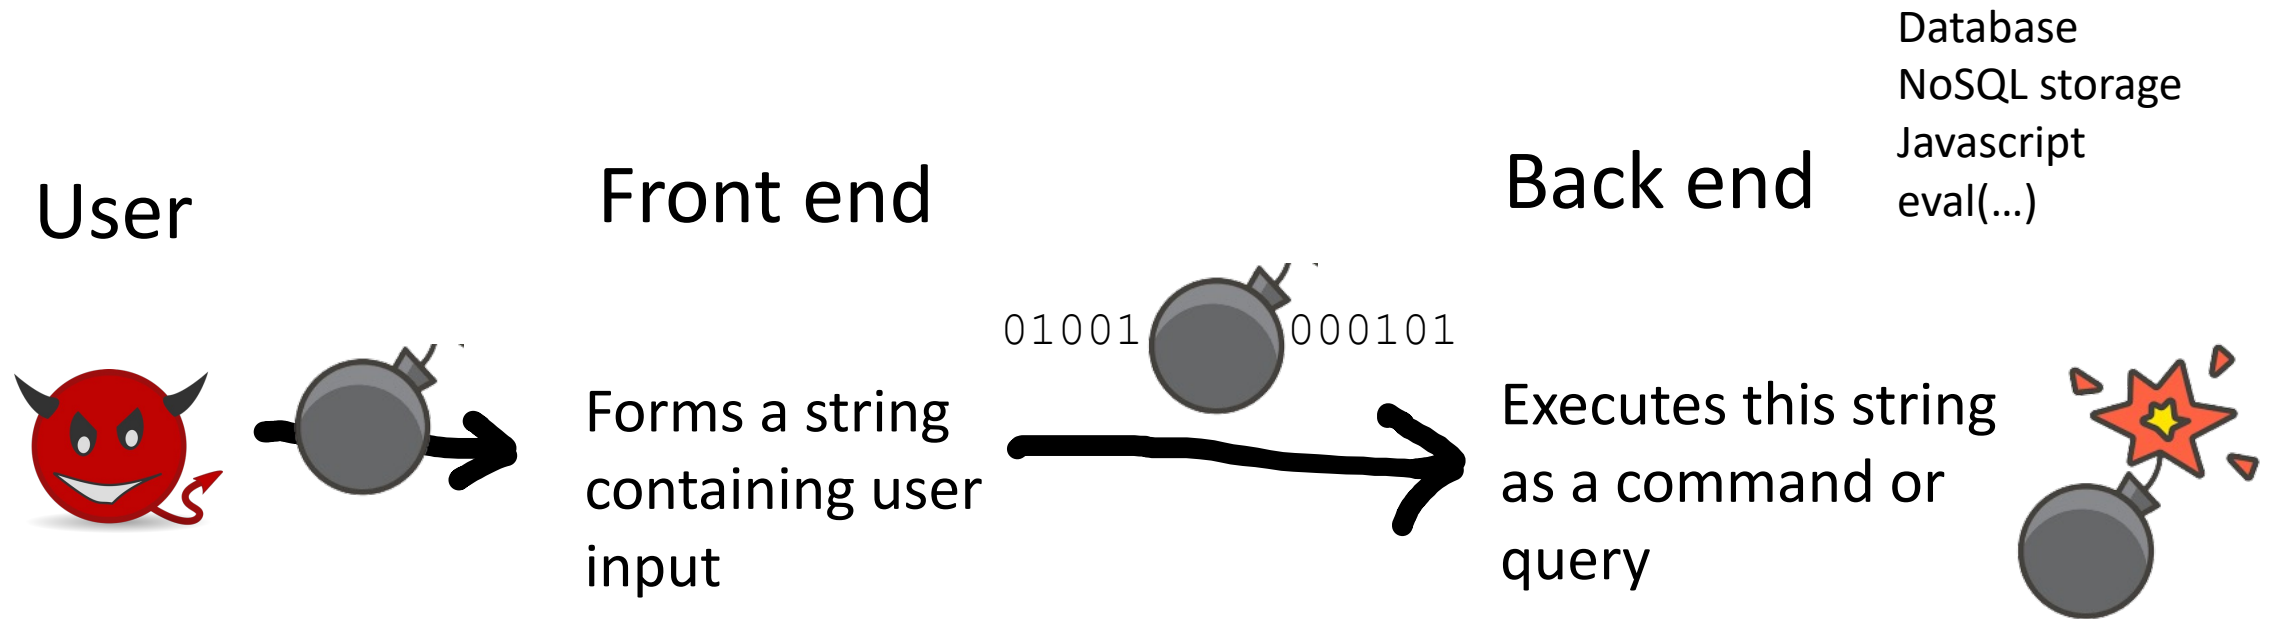 User
Front end
Back end
Database
NoSQL storage
Javascript
eval(…)
01001
000101
Forms a string
containing user
input
Executes this string
as a command or
query